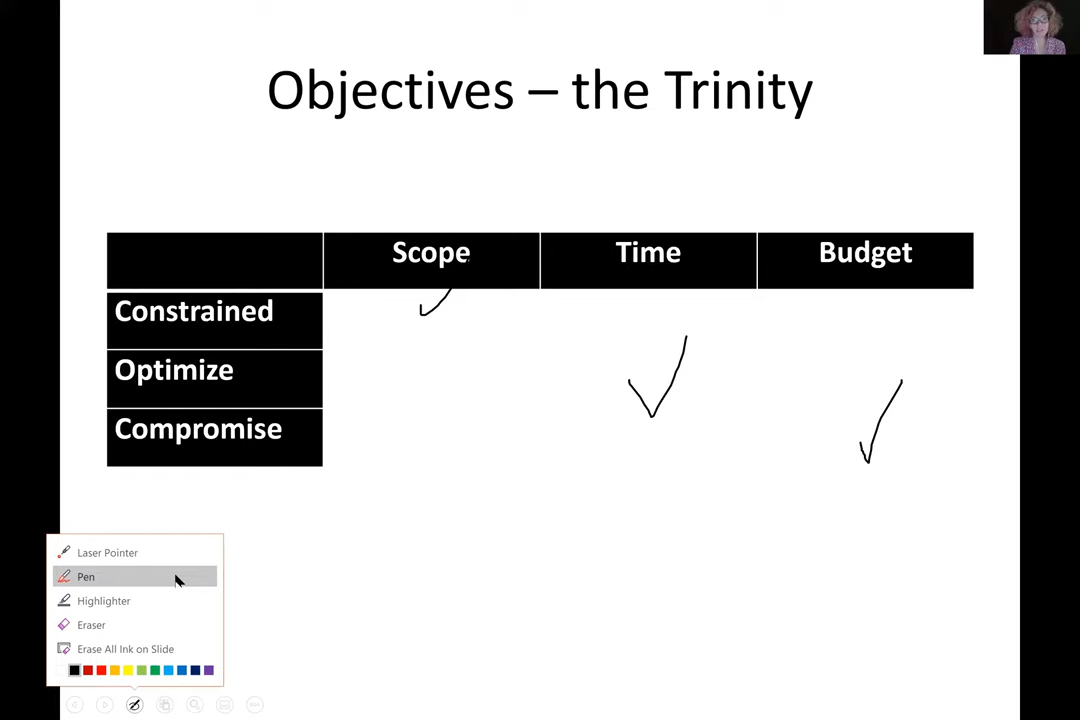 Objectives – the Trinity
Scope Time Budget
Constrained
Optimize
Compromise
Laser Pointer
Pen
Highlighter
Eraser
Erase All Ink on Slide